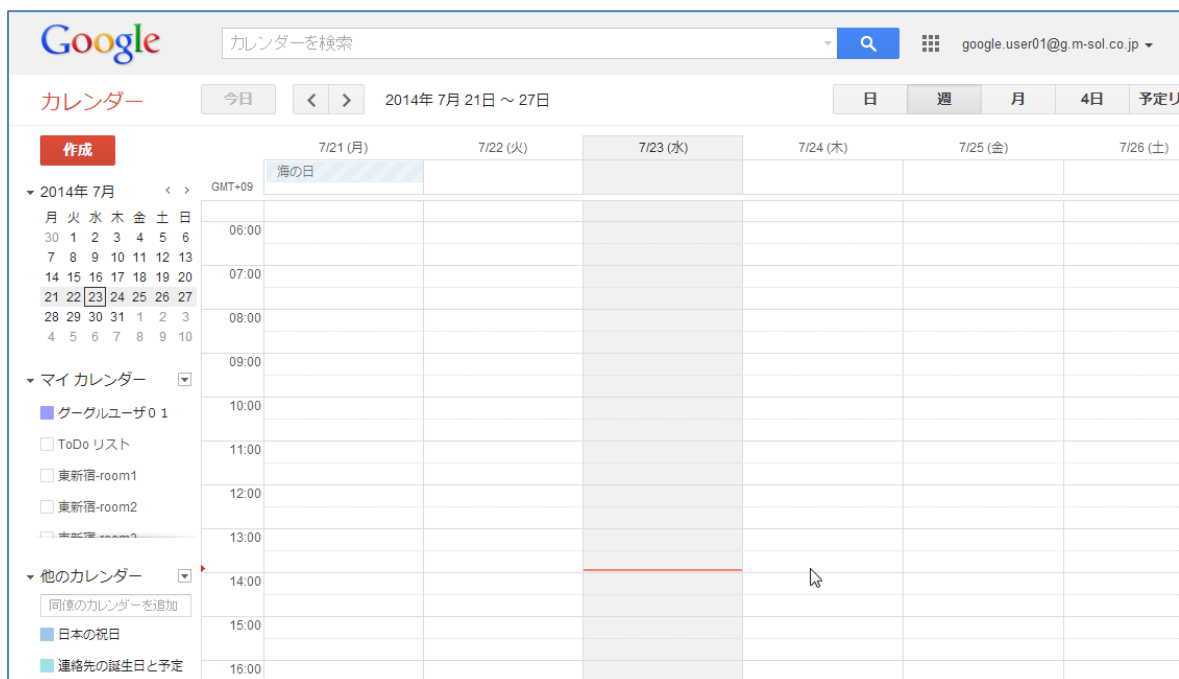 Google
カレンダーを検索
google.user01@g.m-sol.co.jp
カレンダー
今日
2014年 7月 21日 ～ 27日
日 週 月 4日 予定リ
作成
7/21 (月) 7/22 (火) 7/23 (水) 7/24 (木) 7/25 (金) 7/26 (土)
GMT+09
海の日
2014年 7月
月 火 水 木 金 土 日
30 1 2 3 4 5 6
7 8 9 10 11 12 13
14 15 16 17 18 19 20
21 22 23 24 25 26 27
28 29 30 31 1 2 3
4 5 6 7 8 9 10
マイ カレンダー
グーグルユーザ０１
ToDo リスト
東新宿-room1
東新宿-room2
他のカレンダー
同僚のカレンダーを追加
日本の祝日
連絡先の誕生日と予定
06:00
07:00
08:00
09:00
10:00
11:00
12:00
13:00
14:00
15:00
16:00